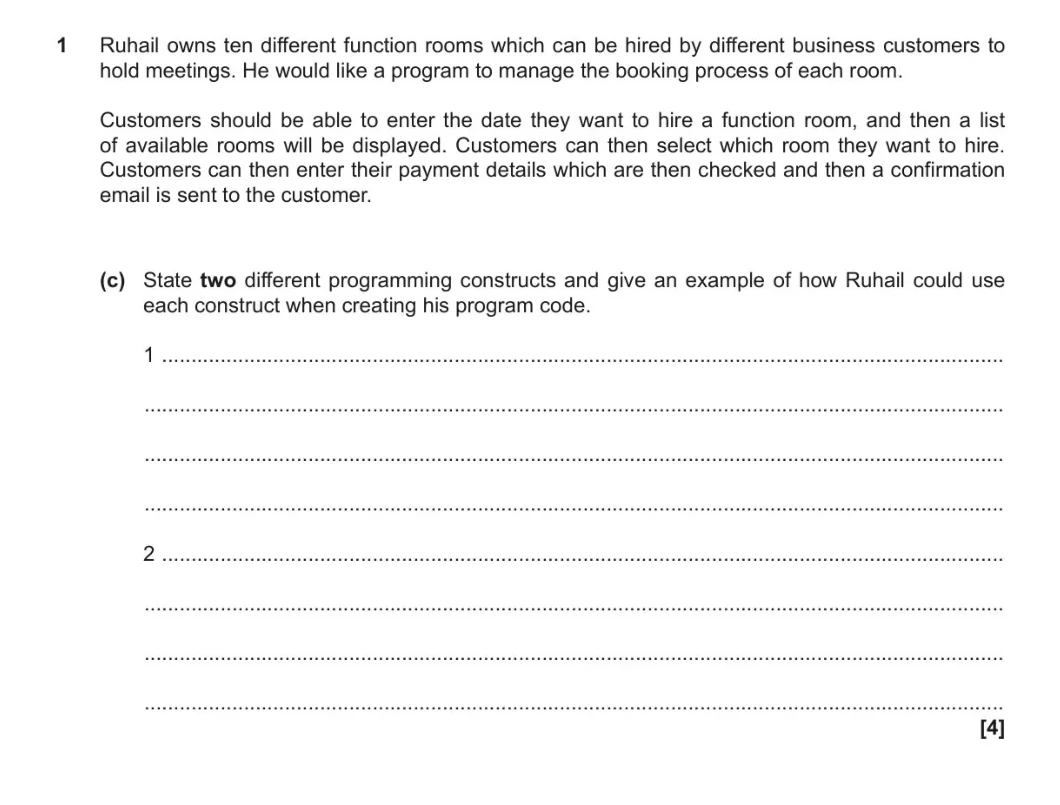 1 Ruhail owns ten different function rooms which can be hired by different business customers to
hold meetings. He would like a program to manage the booking process of each room.
Customers should be able to enter the date they want to hire a function room, and then a list
of available rooms will be displayed. Customers can then select which room they want to hire.
Customers can then enter their payment details which are then checked and then a confirmation
email is sent to the customer.
(c) State two different programming constructs and give an example of how Ruhail could use
each construct when creating his program code.
1 ..........................................................................................
..........................................................................................
..........................................................................................
..........................................................................................
2 ..........................................................................................
..........................................................................................
..........................................................................................
..........................................................................................
[4]